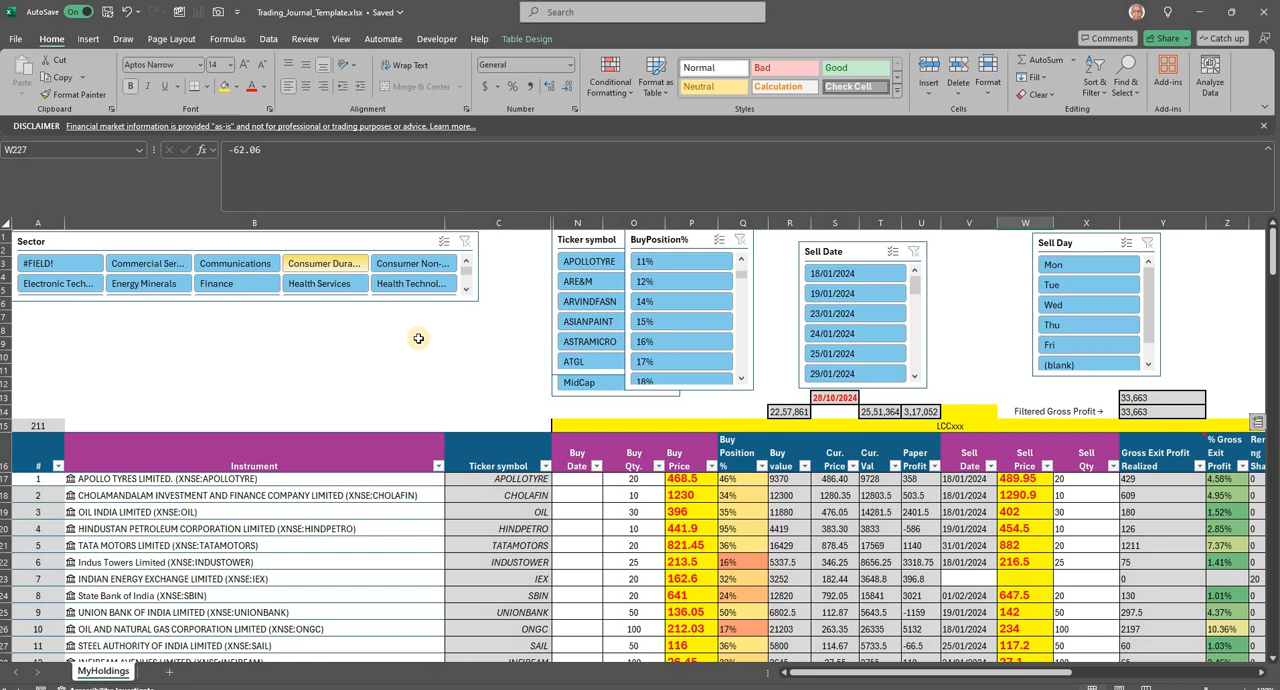 AutoSave On Trading_Journal_Template.xlsx • Saved Search
File Home Insert Draw Page Layout Formulas Data Review View Automate Developer Help Table Design Comments Share Catch up
Cut Aptos Narrow 14 Wrap Text General Normal Bad Good AutoSum
Paste Copy Conditional Format as Insert Delete Format Fill Sort & Find & Add-ins Analyze
Format Painter B I U Merge & Center $ % Formatting Table Neutral Calculation Check Cell Clear Filter Select Data
Clipboard Font Alignment Number Styles Cells Editing Add-ins
DISCLAIMER Financial market information is provided "as-is" and not for professional or trading purposes or advice. Learn more...
W227 fx -62.06
A B C N O P Q R S T U V W X Y Z
Sector
#FIELD! Commercial Ser... Communications Consumer Dura... Consumer Non-...
Electronic Tech... Energy Minerals Finance Health Services Health Technol...
Ticker symbol
APOLLOTYRE
ARE&M
ARVINDFASN
ASIANPAINT
ASTRAMICRO
ATGL
MidCap
BuyPosition%
11%
12%
14%
15%
16%
17%
18%
Sell Date
18/01/2024
19/01/2024
23/01/2024
24/01/2024
25/01/2024
29/01/2024
Sell Day
Mon
Tue
Wed
Thu
Fri
(blank)
28/10/2024 33,663
22,57,861 25,51,364 3,17,052 Filtered Gross Profit → 33,663
15 211 LCCxxx
# Instrument Ticker symbol Buy Date Buy Qty. Buy Price Buy Position % Buy value Cur. Price Cur. Val Paper Profit Sell Date Sell Price Sell Qty Gross Exit Profit Realized % Gross Exit Profit
1 APOLLO TYRES LIMITED. (XNSE:APOLLOTYRE) APOLLOTYRE 20 468.5 46% 9370 486.40 9728 358 18/01/2024 489.95 20 429 4.58% 0
2 CHOLAMANDALAM INVESTMENT AND FINANCE COMPANY LIMITED (XNSE:CHOLAFIN) CHOLAFIN 10 1230 34% 12300 1280.35 12803.5 503.5 18/01/2024 1290.9 10 609 4.95% 0
3 OIL INDIA LIMITED (XNSE:OIL) OIL 30 396 35% 11880 476.05 14281.5 2401.5 18/01/2024 402 30 180 1.52% 0
4 HINDUSTAN PETROLEUM CORPORATION LIMITED (XNSE:HINDPETRO) HINDPETRO 10 441.9 95% 4419 383.30 3833 -586 19/01/2024 454.5 10 126 2.85% 0
5 TATA MOTORS LIMITED (XNSE:TATAMOTORS) TATAMOTORS 20 821.45 36% 16429 878.45 17569 1140 31/01/2024 882 20 1211 7.37% 0
6 Indus Towers Limited (XNSE:INDUSTOWER) INDUSTOWER 25 213.5 16% 5337.5 346.25 8656.25 3318.75 18/01/2024 216.5 25 75 1.41% 0
7 INDIAN ENERGY EXCHANGE LIMITED (XNSE:IEX) IEX 20 162.6 32% 3252 182.44 3648.8 396.8 0 20
8 State Bank of India (XNSE:SBIN) SBIN 20 641 24% 12820 792.05 15841 3021 01/02/2024 647.5 20 130 1.01% 0
9 UNION BANK OF INDIA LIMITED (XNSE:UNIONBANK) UNIONBANK 50 136.05 50% 6802.5 112.87 5643.5 -1159 19/01/2024 142 50 297.5 4.37% 0
10 OIL AND NATURAL GAS CORPORATION LIMITED (XNSE:ONGC) ONGC 100 212.03 17% 21203 263.35 26335 5132 19/01/2024 234 100 2197 10.36% 0
11 STEEL AUTHORITY OF INDIA LIMITED (XNSE:SAIL) SAIL 50 116 36% 5800 114.67 5733.5 -66.5 18/01/2024 117.2 50 60 1.03% 0
MyHoldings